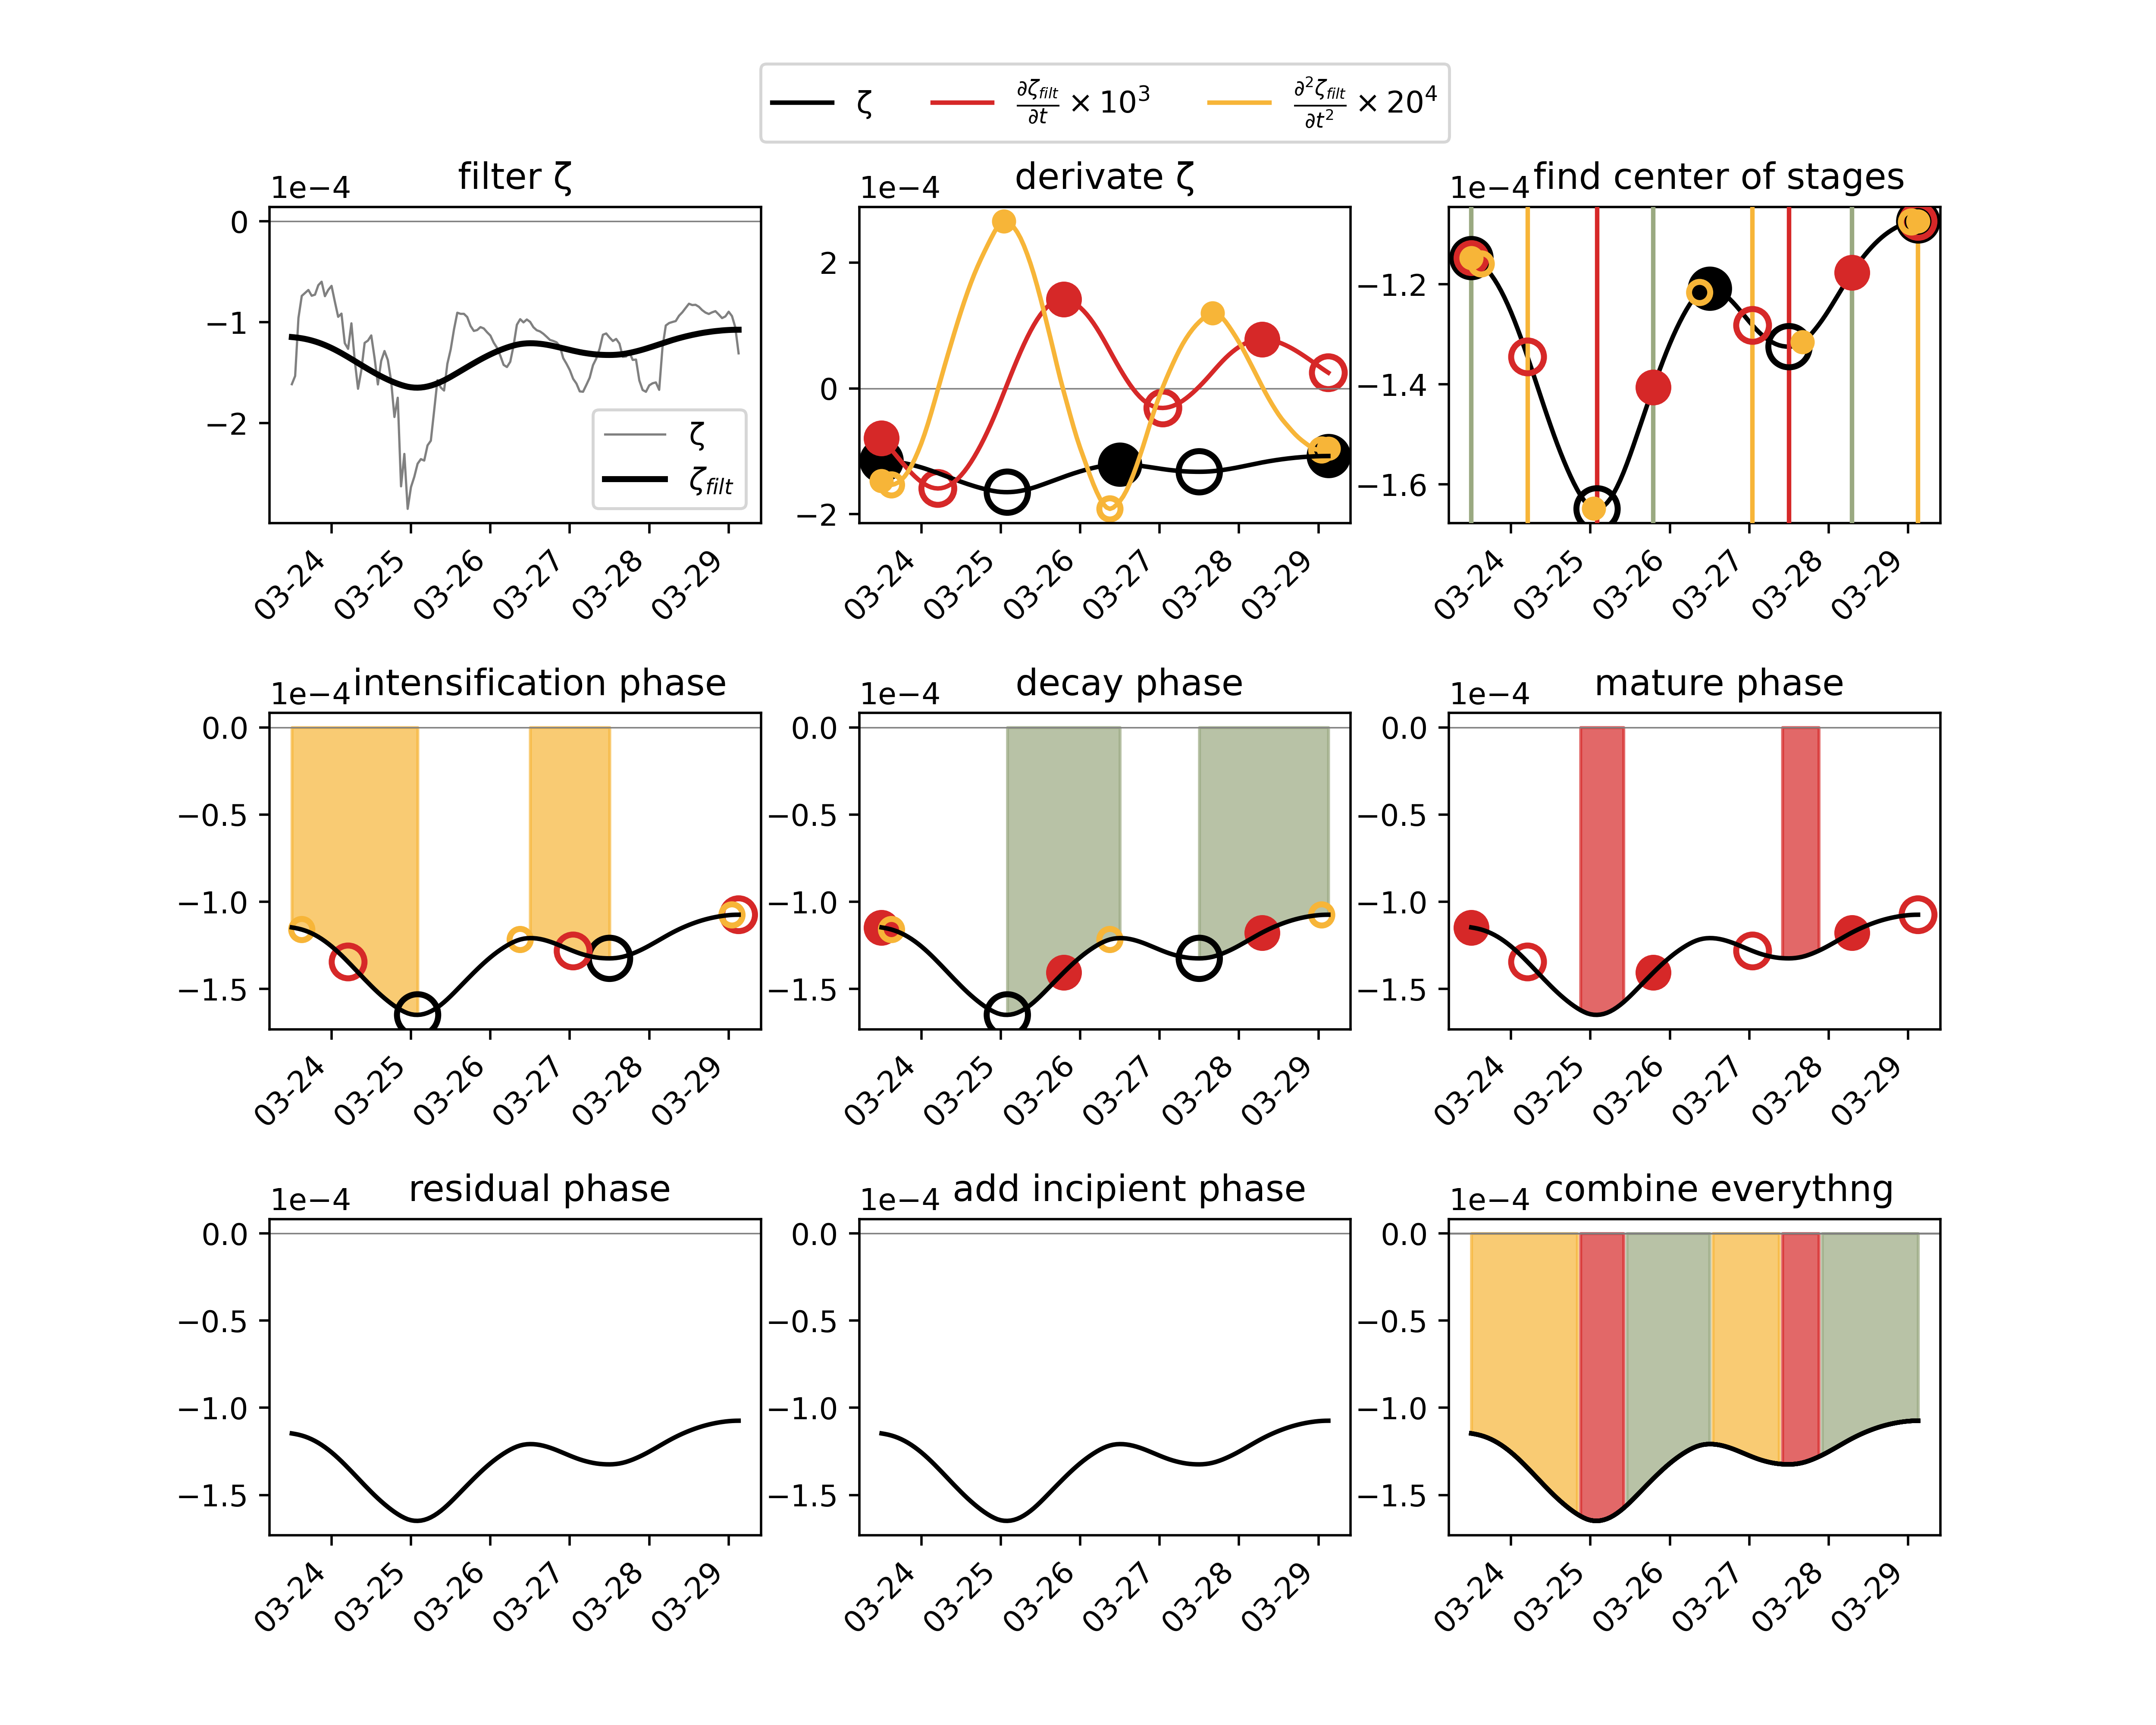 ζ ∂ζ_filt/∂t × 10³ ∂²ζ_filt/∂t² × 20⁴
filter ζ
1e−4
0
−1
−2
ζ
ζ_filt
03-24 03-25 03-26 03-27 03-28 03-29
derivate ζ
1e−4
2
0
−2
03-24 03-25 03-26 03-27 03-28 03-29
find center of stages
1e−4
−1.2
−1.4
−1.6
03-24 03-25 03-26 03-27 03-28 03-29
intensification phase
1e−4
0.0
−0.5
−1.0
−1.5
03-24 03-25 03-26 03-27 03-28 03-29
decay phase
1e−4
0.0
−0.5
−1.0
−1.5
03-24 03-25 03-26 03-27 03-28 03-29
mature phase
1e−4
0.0
−0.5
−1.0
−1.5
03-24 03-25 03-26 03-27 03-28 03-29
residual phase
1e−4
0.0
−0.5
−1.0
−1.5
03-24 03-25 03-26 03-27 03-28 03-29
add incipient phase
1e−4
0.0
−0.5
−1.0
−1.5
03-24 03-25 03-26 03-27 03-28 03-29
combine everythng
1e−4
0.0
−0.5
−1.0
−1.5
03-24 03-25 03-26 03-27 03-28 03-29